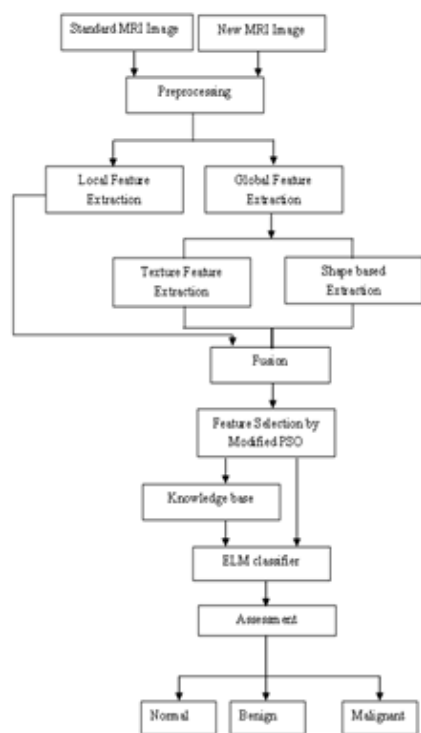 Standard MRI Image
New MRI Image
Preprocessing
Local Feature
Extraction
Global Feature
Extraction
Texture Feature
Extraction
Shape based
Extraction
Fusion
Feature Selection by
Modified PSO
Knowledge base
ELM classifier
Assessment
Normal
Benign
Malignant